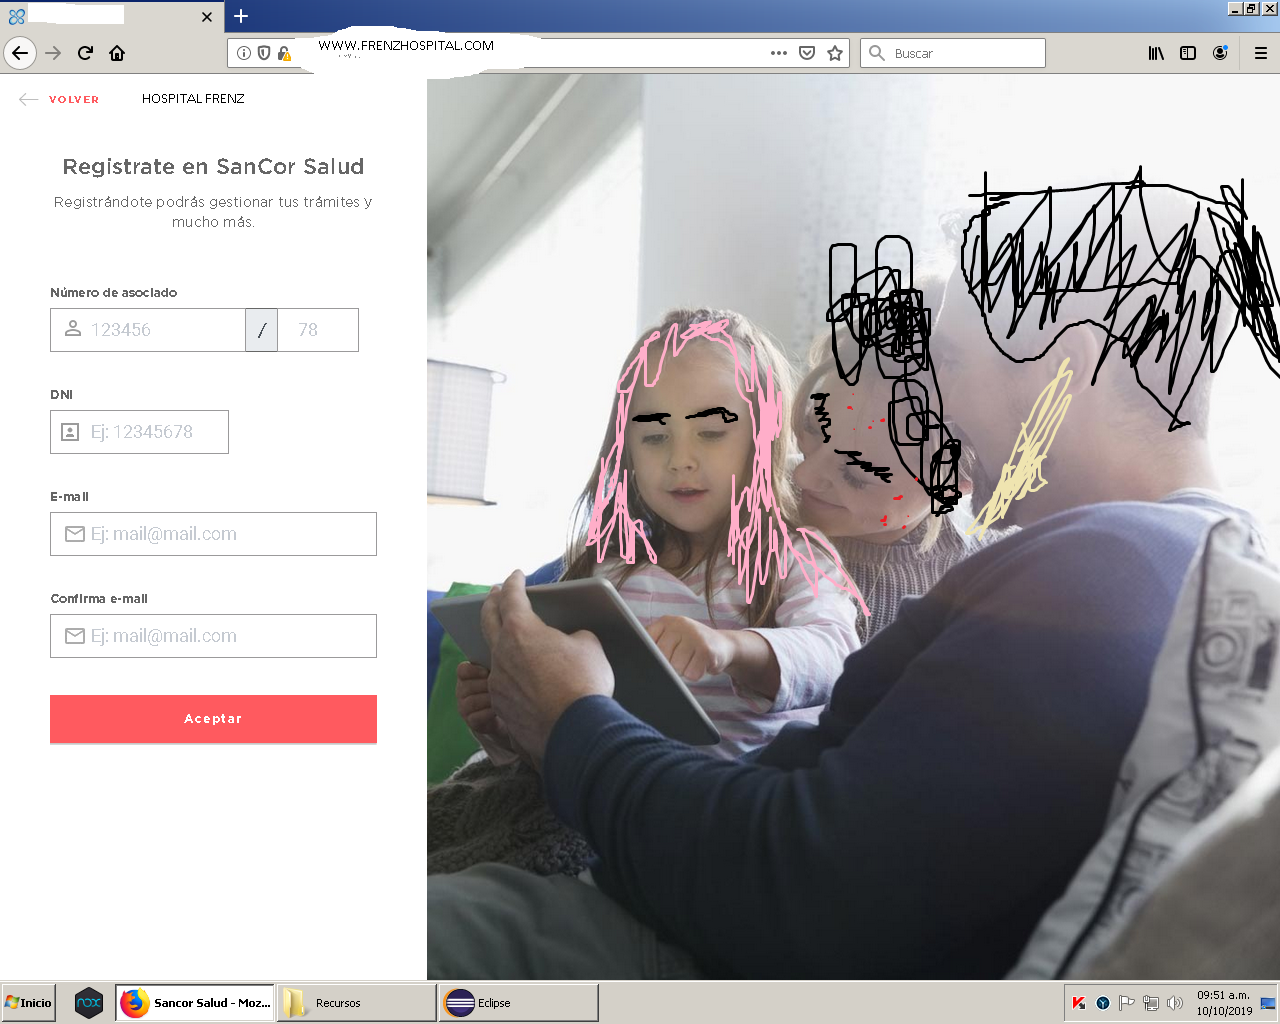 WWW.FRENZHOSPITAL.COM
Buscar
VOLVER
HOSPITAL FRENZ
Registrate en SanCor Salud
Registrándote podrás gestionar tus trámites y
mucho más.
Número de asociado
123456 / 78
DNI
Ej: 12345678
E-mail
Ej: mail@mail.com
Confirma e-mail
Ej: mail@mail.com
Aceptar
Inicio
nox
Sancor Salud - Moz...
Recursos
Eclipse
09:51 a.m.
10/10/2019